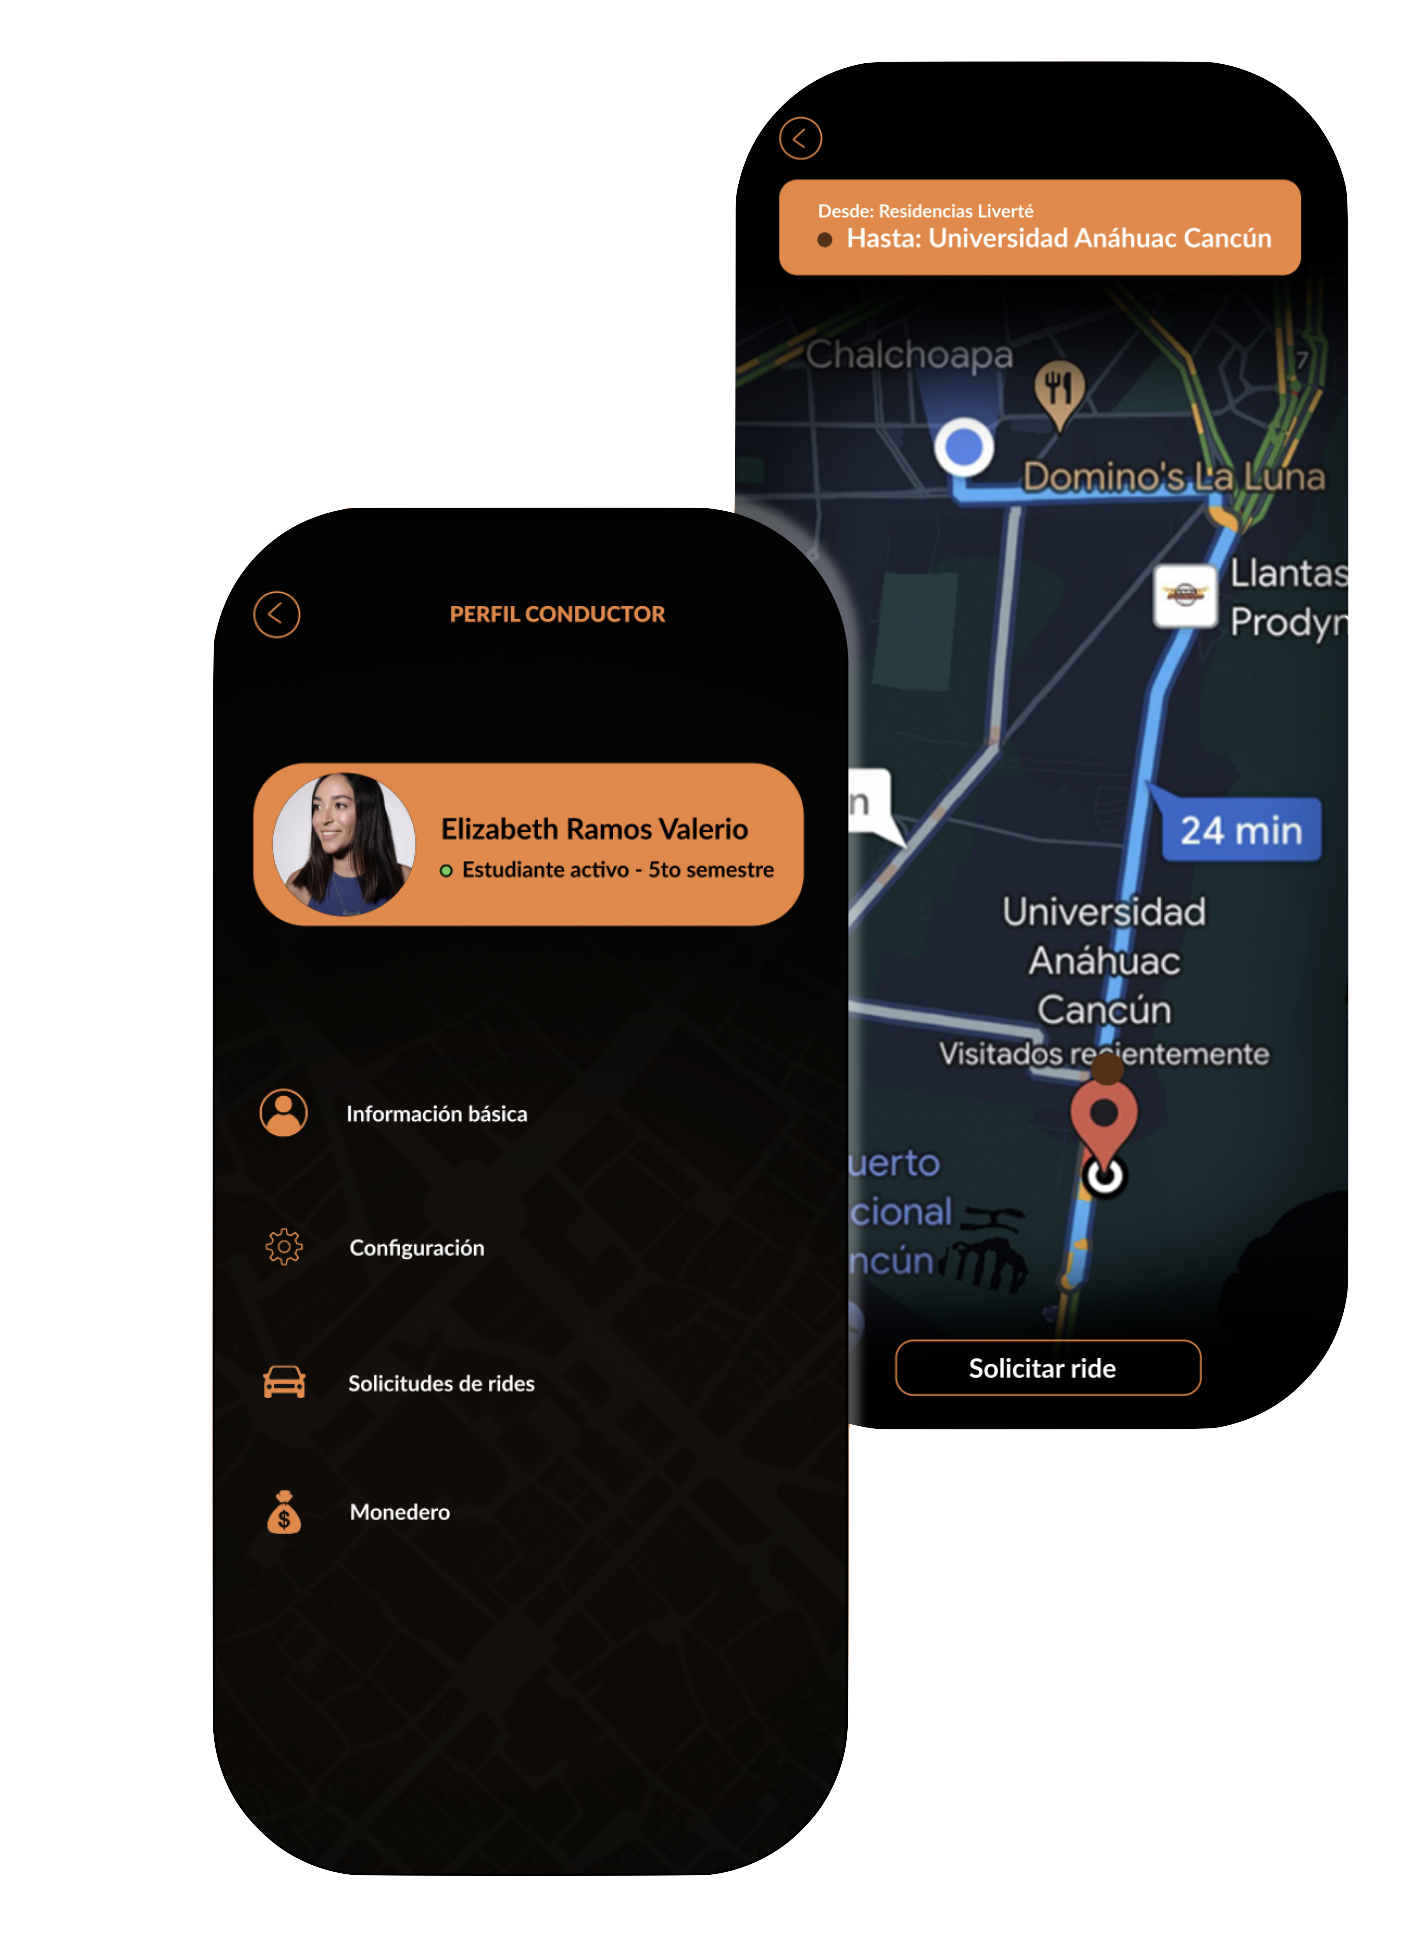 Desde: Residencias Liverté
Hasta: Universidad Anáhuac Cancún
Chalchoapa
7
Domino's La Luna
Llantas
Prodyn
n
24 min
Universidad
Anáhuac
Cancún
Visitados recientemente
uerto
cional
ncún
Solicitar ride
PERFIL CONDUCTOR
Elizabeth Ramos Valerio
Estudiante activo - 5to semestre
Información básica
Configuración
Solicitudes de rides
$
Monedero